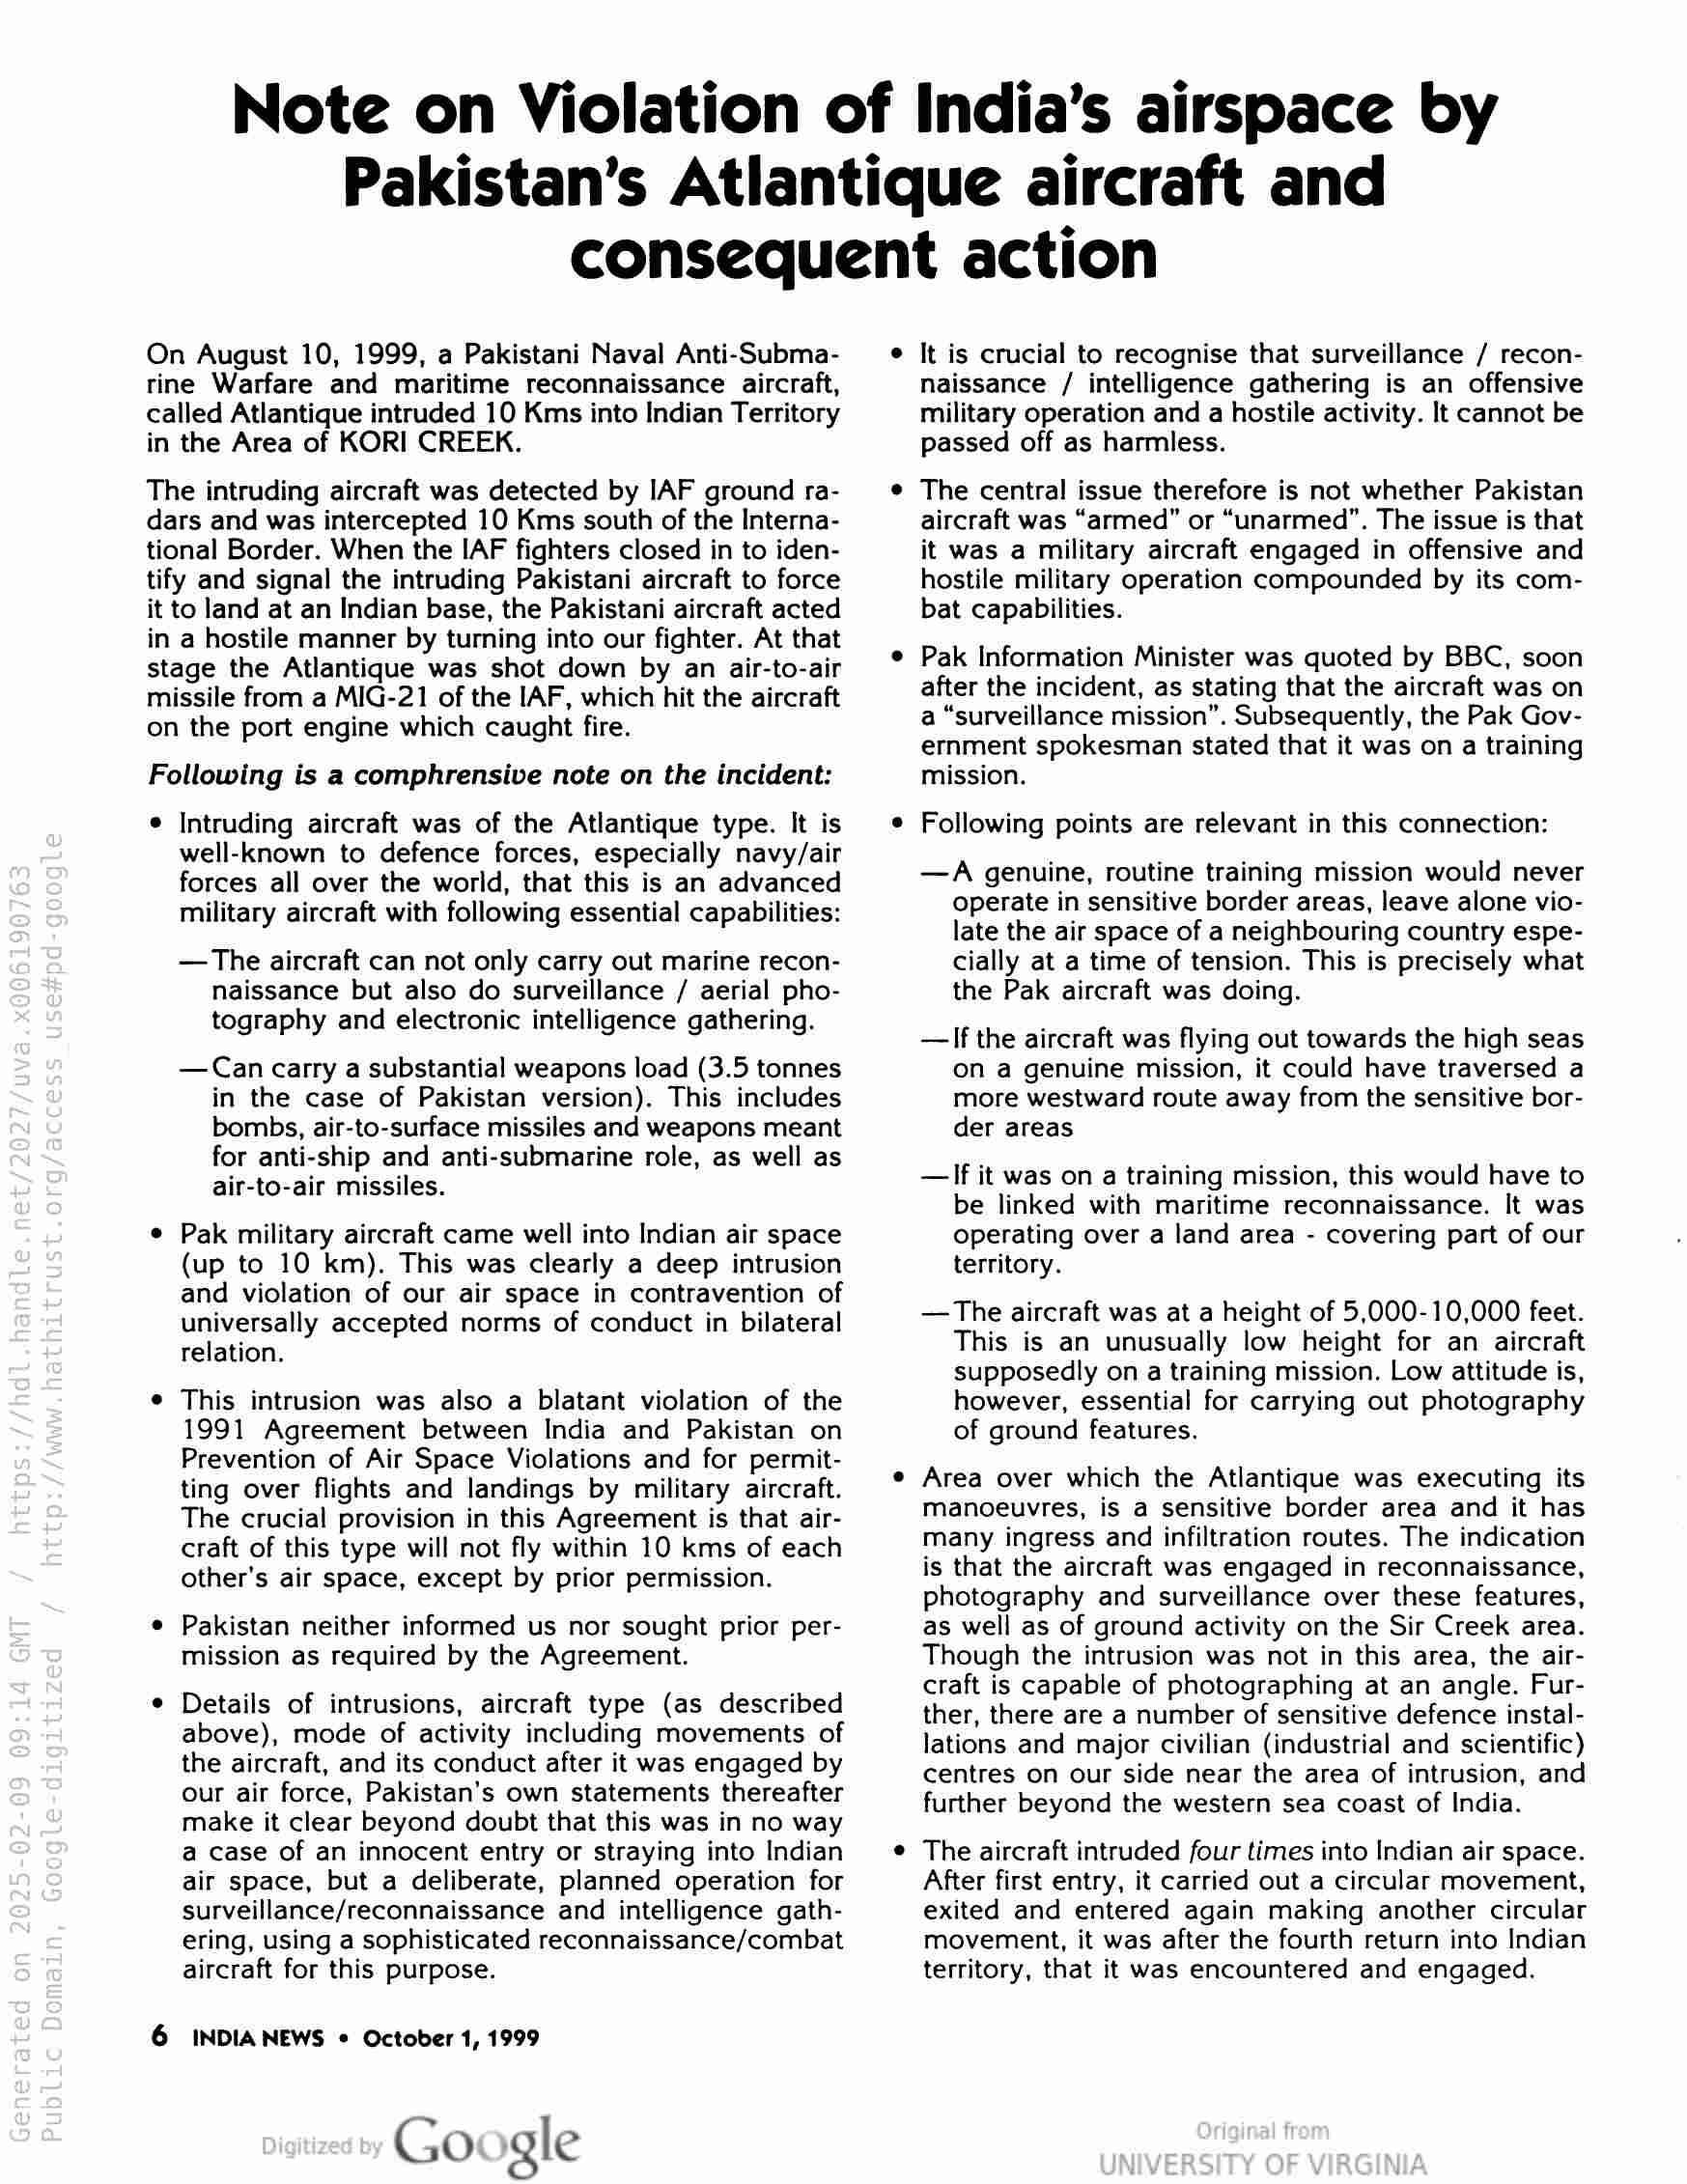 Note on Violation of India's airspace by
Pakistan's Atlantique aircraft and
consequent action
On August 10, 1999, a Pakistani Naval Anti-Subma-
rine Warfare and maritime reconnaissance aircraft,
called Atlantique intruded 10 Kms into Indian Territory
in the Area of KORI CREEK.
The intruding aircraft was detected by IAF ground ra-
dars and was intercepted 10 Kms south of the Interna-
tional Border. When the IAF fighters closed in to iden-
tify and signal the intruding Pakistani aircraft to force
it to land at an Indian base, the Pakistani aircraft acted
in a hostile manner by turning into our fighter. At that
stage the Atlantique was shot down by an air-to-air
missile from a MIG-21 of the IAF, which hit the aircraft
on the port engine which caught fire.
Following is a comphrensive note on the incident:
• Intruding aircraft was of the Atlantique type. It is
well-known to defence forces, especially navy/air
forces all over the world, that this is an advanced
military aircraft with following essential capabilities:
—The aircraft can not only carry out marine recon-
naissance but also do surveillance / aerial pho-
tography and electronic intelligence gathering.
—Can carry a substantial weapons load (3.5 tonnes
in the case of Pakistan version). This includes
bombs, air-to-surface missiles and weapons meant
for anti-ship and anti-submarine role, as well as
air-to-air missiles.
• Pak military aircraft came well into Indian air space
(up to 10 km). This was clearly a deep intrusion
and violation of our air space in contravention of
universally accepted norms of conduct in bilateral
relation.
• This intrusion was also a blatant violation of the
1991 Agreement between India and Pakistan on
Prevention of Air Space Violations and for permit-
ting over flights and landings by military aircraft.
The crucial provision in this Agreement is that air-
craft of this type will not fly within 10 kms of each
other's air space, except by prior permission.
• Pakistan neither informed us nor sought prior per-
mission as required by the Agreement.
• Details of intrusions, aircraft type (as described
above), mode of activity including movements of
the aircraft, and its conduct after it was engaged by
our air force, Pakistan's own statements thereafter
make it clear beyond doubt that this was in no way
a case of an innocent entry or straying into Indian
air space, but a deliberate, planned operation for
surveillance/reconnaissance and intelligence gath-
ering, using a sophisticated reconnaissance/combat
aircraft for this purpose.
• It is crucial to recognise that surveillance / recon-
naissance / intelligence gathering is an offensive
military operation and a hostile activity. It cannot be
passed off as harmless.
• The central issue therefore is not whether Pakistan
aircraft was “armed” or “unarmed”. The issue is that
it was a military aircraft engaged in offensive and
hostile military operation compounded by its com-
bat capabilities.
• Pak Information Minister was quoted by BBC, soon
after the incident, as stating that the aircraft was on
a “surveillance mission”. Subsequently, the Pak Gov-
ernment spokesman stated that it was on a training
mission.
• Following points are relevant in this connection:
—A genuine, routine training mission would never
operate in sensitive border areas, leave alone vio-
late the air space of a neighbouring country espe-
cially at a time of tension. This is precisely what
the Pak aircraft was doing.
—If the aircraft was flying out towards the high seas
on a genuine mission, it could have traversed a
more westward route away from the sensitive bor-
der areas
—If it was on a training mission, this would have to
be linked with maritime reconnaissance. It was
operating over a land area - covering part of our
territory.
—The aircraft was at a height of 5,000-10,000 feet.
This is an unusually low height for an aircraft
supposedly on a training mission. Low attitude is,
however, essential for carrying out photography
of ground features.
• Area over which the Atlantique was executing its
manoeuvres, is a sensitive border area and it has
many ingress and infiltration routes. The indication
is that the aircraft was engaged in reconnaissance,
photography and surveillance over these features,
as well as of ground activity on the Sir Creek area.
Though the intrusion was not in this area, the air-
craft is capable of photographing at an angle. Fur-
ther, there are a number of sensitive defence instal-
lations and major civilian (industrial and scientific)
centres on our side near the area of intrusion, and
further beyond the western sea coast of India.
• The aircraft intruded four times into Indian air space.
After first entry, it carried out a circular movement,
exited and entered again making another circular
movement, it was after the fourth return into Indian
territory, that it was encountered and engaged.
6 INDIA NEWS • October 1, 1999
Generated on 2025-02-09 09:14 GMT / https://hdl.handle.net/2027/uva.x006190763
Public Domain, Google-digitized / http://www.hathitrust.org/access_use#pd-google
Digitized by Google
Original from
UNIVERSITY OF VIRGINIA